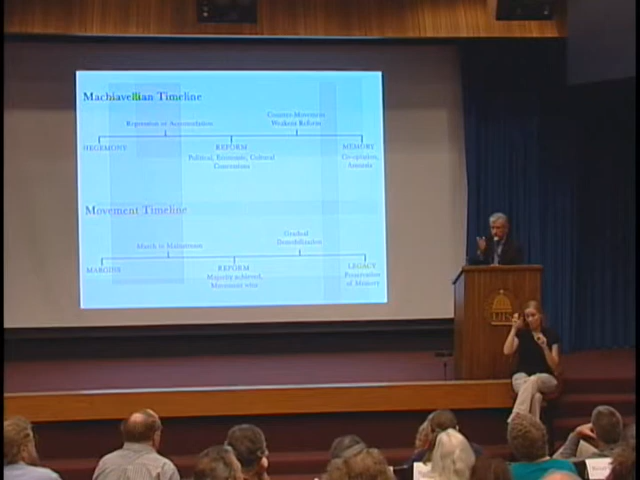 Machiavellian Timeline
Repression or Accomodation
Counter-Movement
Weakens Reform
HEGEMONY
REFORM
Political, Economic, Cultural
Concessions
MEMORY
Co-optation,
Amnesia
Movement Timeline
March to Mainstream
Gradual
Demobilization
MARGINS
REFORM
Majority achieved,
Movement wins
LEGACY
Preservation
of Memory